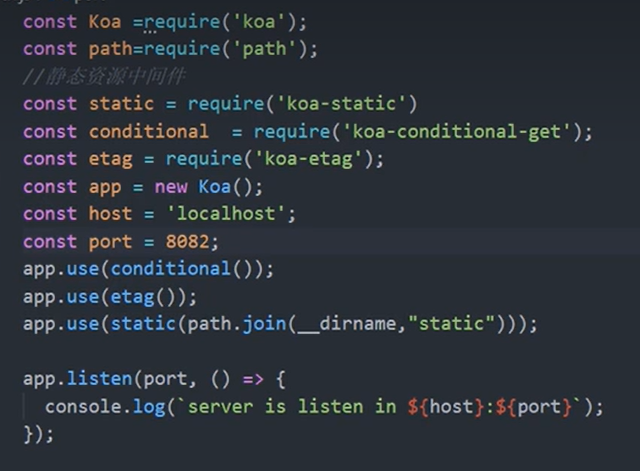 const Koa =require('koa');
const path=require('path');
//静态资源中间件
const static = require('koa-static')
const conditional  = require('koa-conditional-get');
const etag = require('koa-etag');
const app = new Koa();
const host = 'localhost';
const port = 8082;
app.use(conditional());
app.use(etag());
app.use(static(path.join(__dirname,"static")));
app.listen(port, () => {
  console.log(`server is listen in ${host}:${port}`);
});